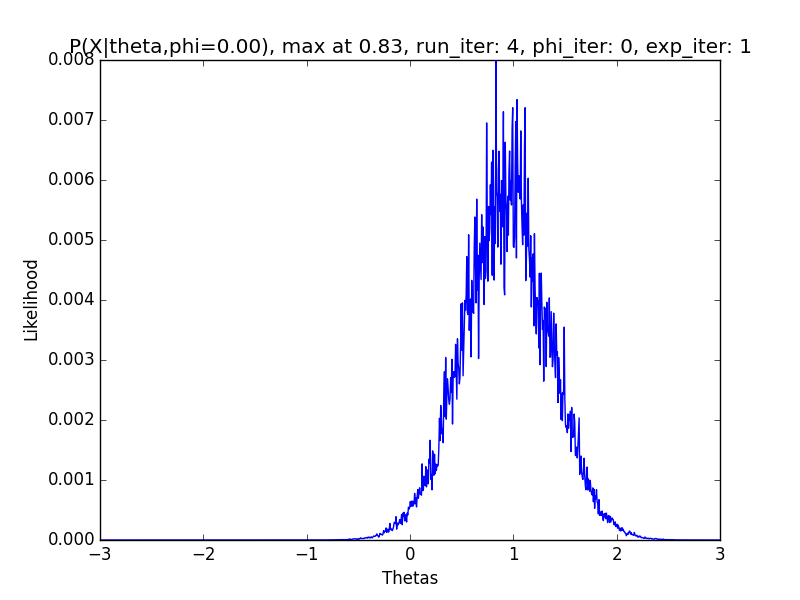 P(X|theta,phi=0.00), max at 0.83, run_iter: 4, phi_iter: 0, exp_iter: 1
0.008
0.007
0.006
0.005
0.004
0.003
0.002
0.001
0.000
Likelihood
−3 −2 −1 0 1 2 3
Thetas